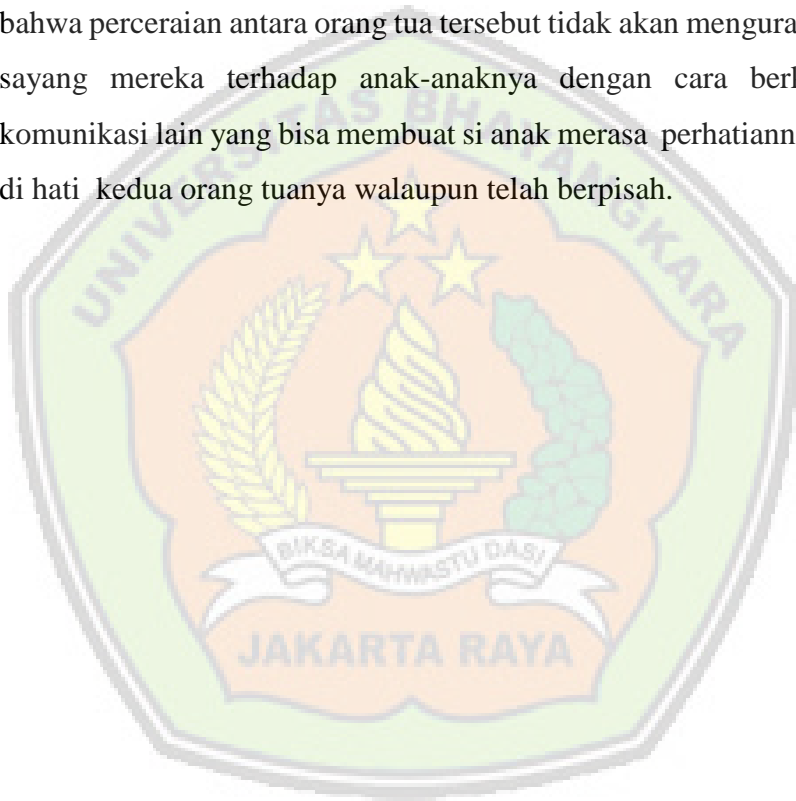 bahwa perceraian antara orang tua tersebut tidak akan mengura
sayang mereka terhadap anak-anaknya dengan cara
komunikasi lain yang bisa membuat si anak merasa
di hati kedua orang tuanya walaupun telah berpisah.
UNIVERSITAS BHAYANGKARA
BIKSA MAHWASTU DASI
JAKARTA RAYA